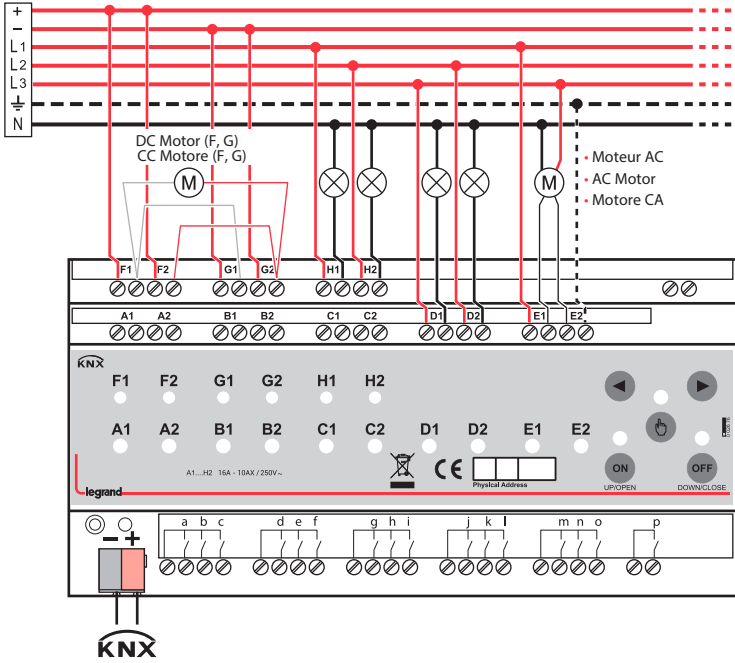 +
−
L1
L2
L3
N
DC Motor (F, G)
CC Motore (F, G)
M
M
• Moteur AC
• AC Motor
• Motore CA
F1 F2 G1 G2 H1 H2
A1 A2 B1 B2 C1 C2 D1 D2 E1 E2
KNX
F1 F2 G1 G2 H1 H2
A1 A2 B1 B2 C1 C2 D1 D2 E1 E2
A1....H2 16A - 10AX / 250V~
CE
Physical Address
ON OFF
UP/OPEN DOWN/CLOSE
legrand
a b c d e f g h i j k l m n o p
− +
KNX